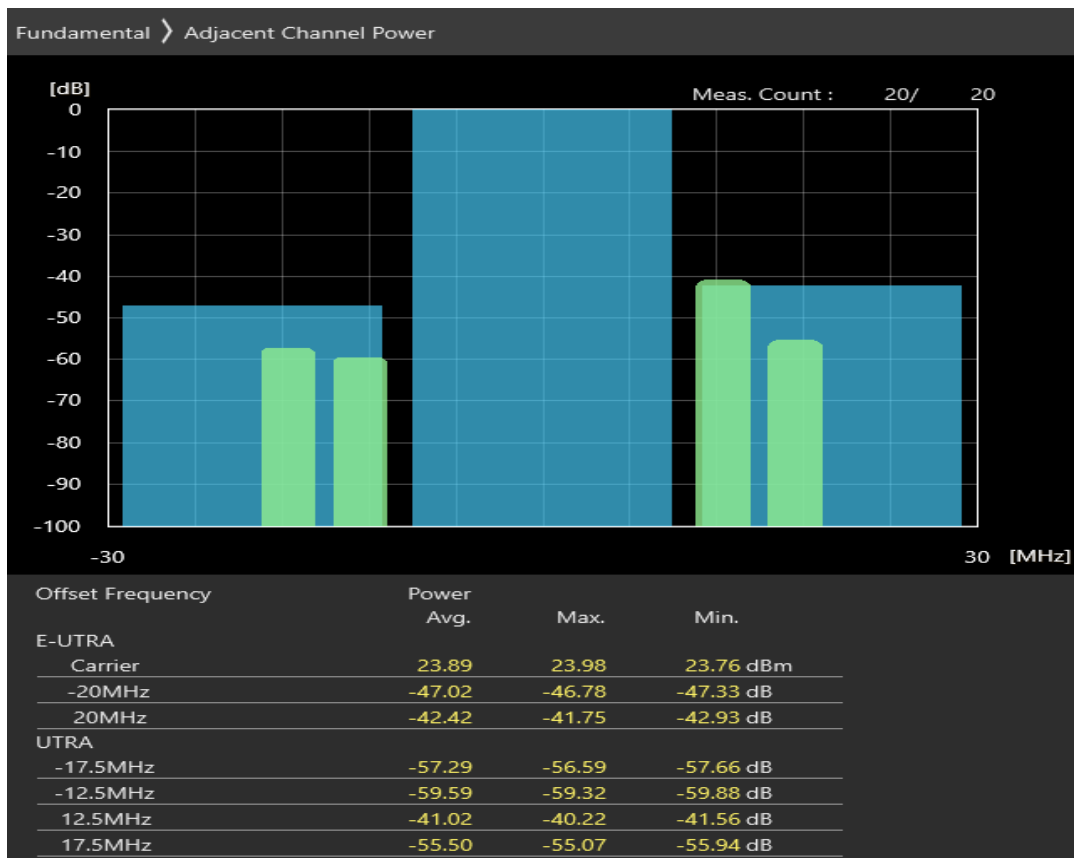 Fundamental 〉 Adjacent Channel Power
[dB]
Meas. Count : 20/ 20
0
-10
-20
-30
-40
-50
-60
-70
-80
-90
-100
-30 30 [MHz]
Offset Frequency Power
Avg. Max. Min.
E-UTRA
Carrier 23.89 23.98 23.76 dBm
-20MHz -47.02 -46.78 -47.33 dB
20MHz -42.42 -41.75 -42.93 dB
UTRA
-17.5MHz -57.29 -56.59 -57.66 dB
-12.5MHz -59.59 -59.32 -59.88 dB
12.5MHz -41.02 -40.22 -41.56 dB
17.5MHz -55.50 -55.07 -55.94 dB